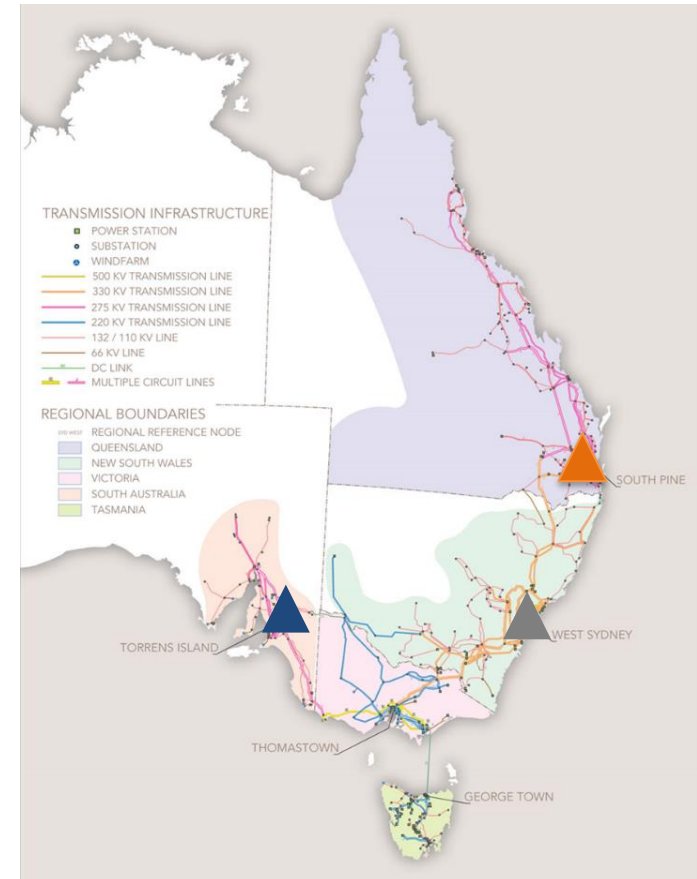 TRANSMISSION INFRASTRUCTURE
POWER STATION
SUBSTATION
WINDFARM
500 KV TRANSMISSION LINE
330 KV TRANSMISSION LINE
275 KV TRANSMISSION LINE
220 KV TRANSMISSION LINE
132 / 110 KV LINE
66 KV LINE
DC LINK
MULTIPLE CIRCUIT LINES
REGIONAL BOUNDARIES
REGIONAL REFERENCE NODE
QUEENSLAND
NEW SOUTH WALES
VICTORIA
SOUTH AUSTRALIA
TASMANIA
SOUTH PINE
WEST SYDNEY
TORRENS ISLAND
THOMASTOWN
GEORGE TOWN